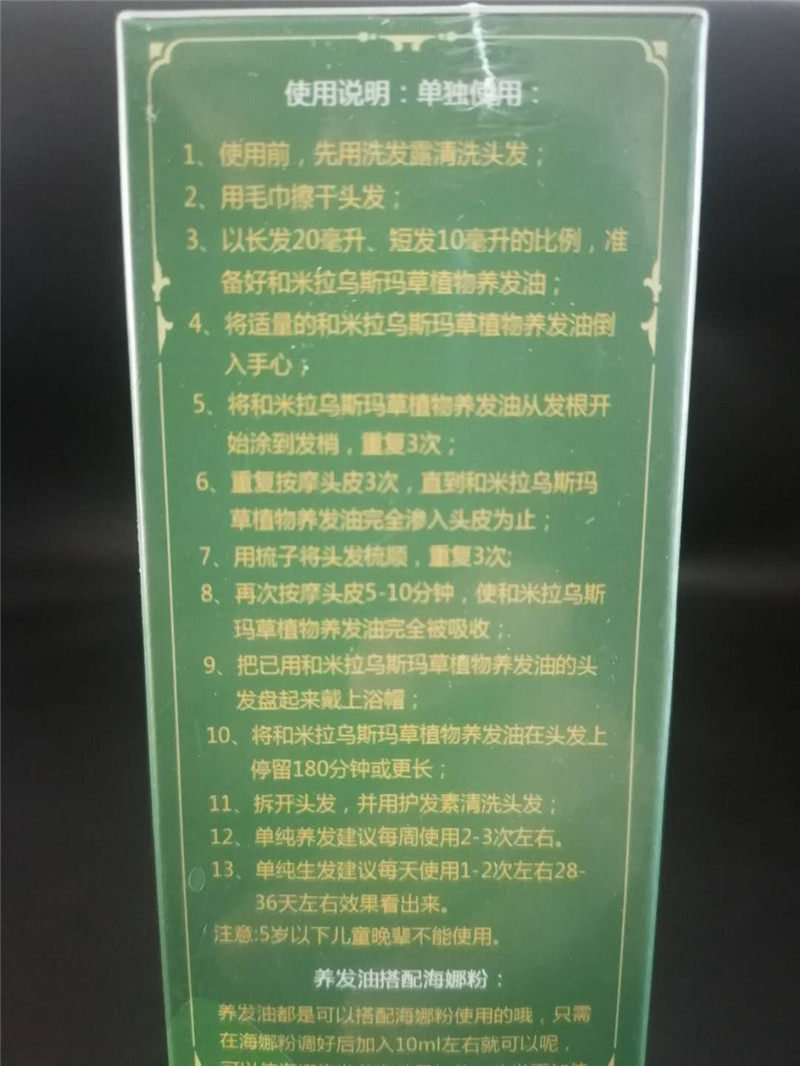 使用说明：单独使用：
1、使用前，先用洗发露清洗头发；
2、用毛巾擦干头发；
3、以长发20毫升、短发10毫升的比例，准
备好和米拉乌斯玛草植物养发油；
4、将适量的和米拉乌斯玛草植物养发油倒
入手心；
5、将和米拉乌斯玛草植物养发油从发根开
始涂到发梢，重复3次；
6、重复按摩头皮3次，直到和米拉乌斯玛
草植物养发油完全渗入头皮为止；
7、用梳子将头发梳顺，重复3次;
8、再次按摩头皮5-10分钟，使和米拉乌斯
玛草植物养发油完全被吸收；
9、把已用和米拉乌斯玛草植物养发油的头
发盘起来戴上浴帽；
10、将和米拉乌斯玛草植物养发油在头发上
停留180分钟或更长；
11、拆开头发，并用护发素清洗头发；
12、单纯养发建议每周使用2-3次左右。
13、单纯生发建议每天使用1-2次左右28-
36天左右效果看出来。
注意:5岁以下儿童晚辈不能使用。
养发油搭配海娜粉：
养发油都是可以搭配海娜粉使用的哦，只需
在海娜粉调好后加入10ml左右就可以呢，